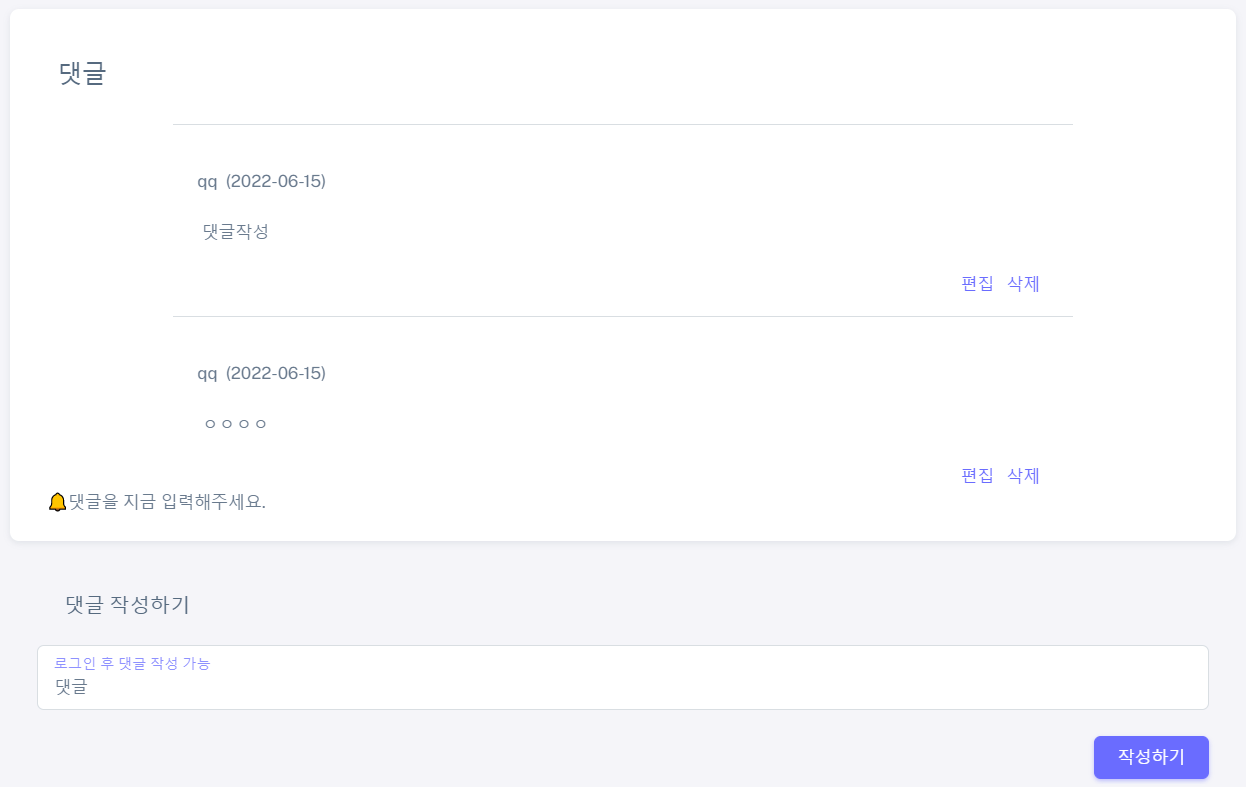 댓글
qq (2022-06-15)
댓글작성
편집 삭제
qq (2022-06-15)
ㅇㅇㅇㅇ
편집 삭제
🔔댓글을 지금 입력해주세요.
댓글 작성하기
로그인 후 댓글 작성 가능
댓글
작성하기